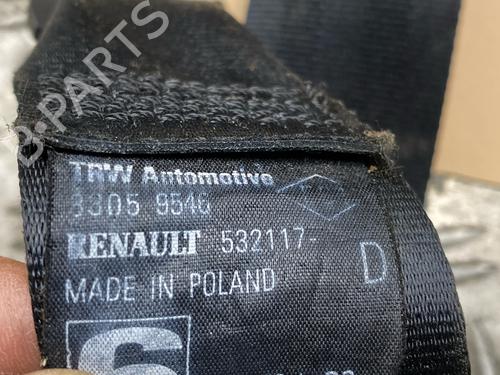 B-PARTS
TRW Automotive
3305 9546
RENAULT 532117-
D
MADE IN POLAND